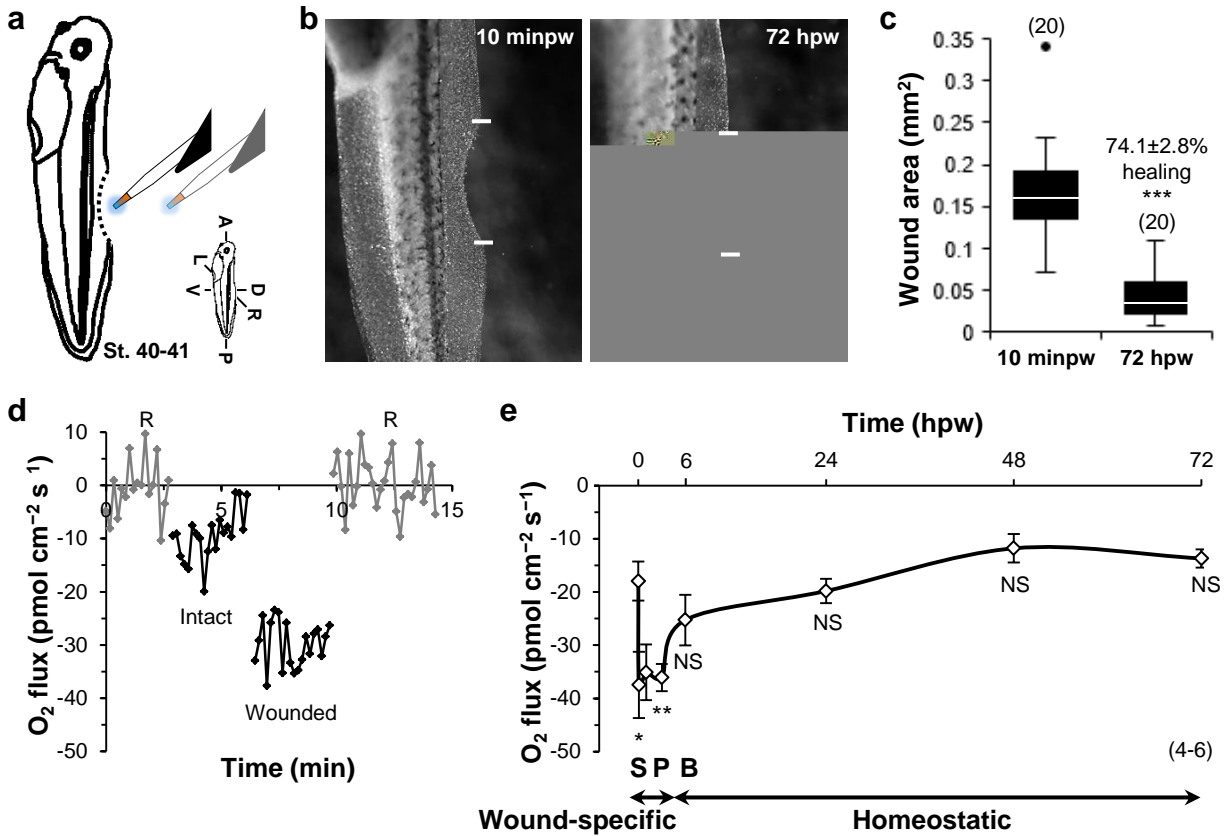 a
St. 40-41
A
L
V
D
R
P
b
10 minpw
72 hpw
c
Wound area (mm²)
0.35
0.3
0.25
0.2
0.15
0.1
0.05
0
(20)
74.1±2.8%
healing
***
(20)
10 minpw
72 hpw
d
O₂ flux (pmol cm⁻² s⁻¹)
10
0
-10
-20
-30
-40
-50
0
5
10
15
R
R
Intact
Wounded
Time (min)
e
Time (hpw)
0
6
24
48
72
O₂ flux (pmol cm⁻² s⁻¹)
0
-10
-20
-30
-40
-50
NS
NS
NS
NS
**
*
(4-6)
S P B
Wound-specific
Homeostatic